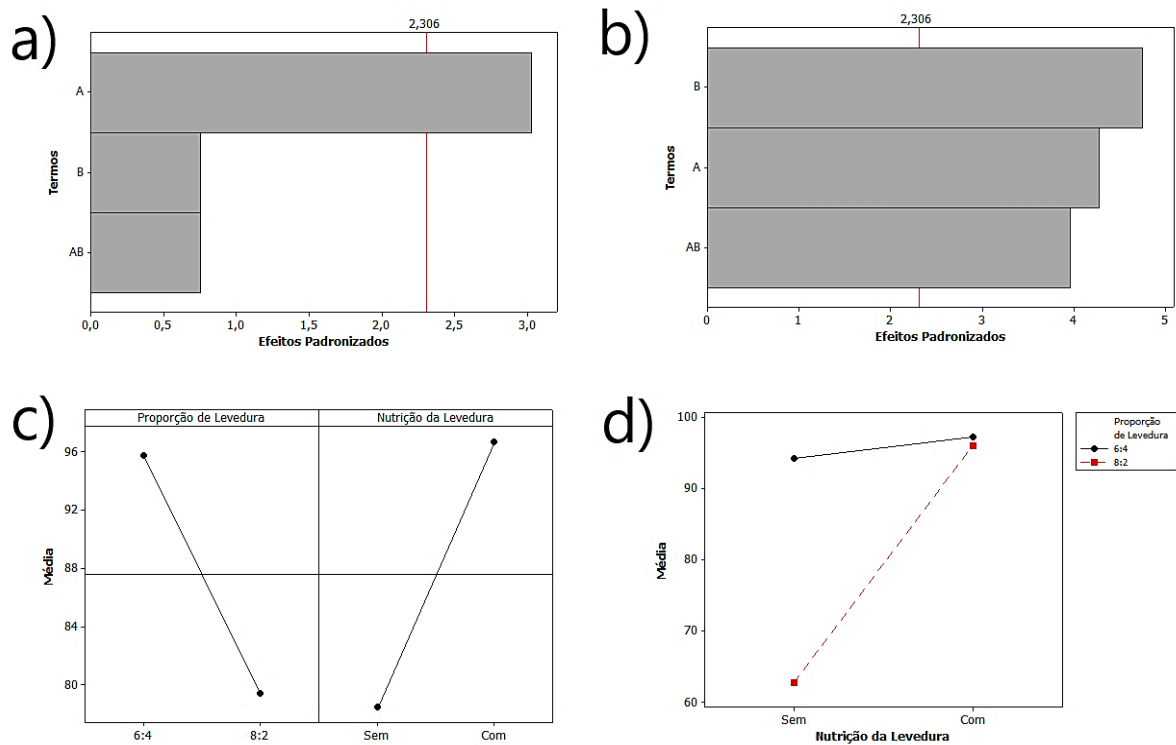 a)
2,306
Termos
A
B
AB
0,0 0,5 1,0 1,5 2,0 2,5 3,0
Efeitos Padronizados
b)
2,306
Termos
B
A
AB
0 1 2 3 4 5
Efeitos Padronizados
c)
Proporção de Levedura Nutrição da Levedura
Média
96
92
88
84
80
6:4 8:2 Sem Com
d)
Média
100
90
80
70
60
Sem Com
Nutrição da Levedura
Proporção
de Levedura
6:4
8:2